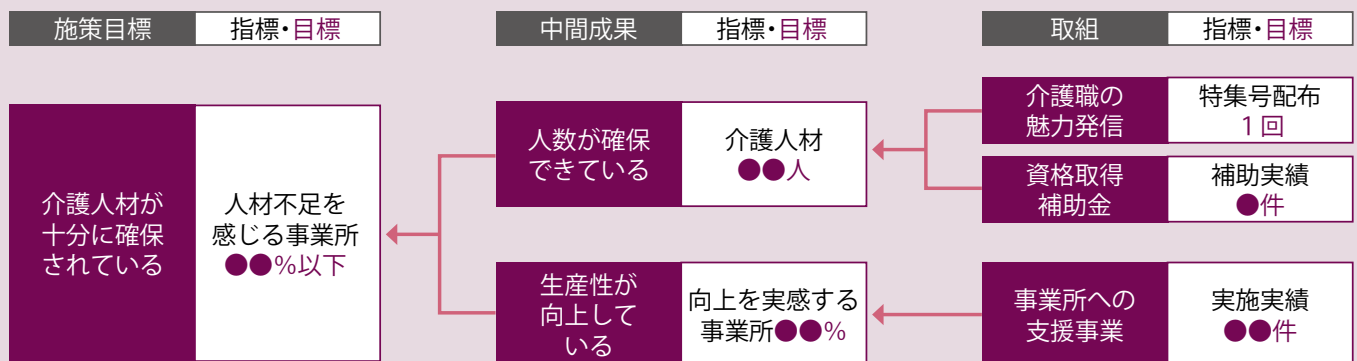 施策目標 指標・目標
中間成果 指標・目標
取組 指標・目標
介護人材が
十分に確保
されている
人材不足を
感じる事業所
●●%以下
人数が確保
できている
介護人材
●●人
生産性が
向上して
いる
向上を実感する
事業所●●%
介護職の
魅力発信
特集号配布
1回
資格取得
補助金
補助実績
●件
事業所への
支援事業
実施実績
●●件